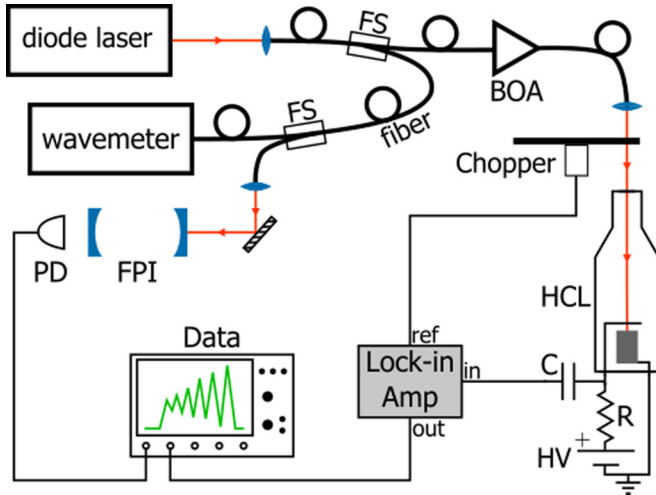 diode laser
FS
BOA
wavemeter
FS
fiber
Chopper
PD
FPI
HCL
Data
ref
Lock-in
Amp
in
out
C
R
+
HV